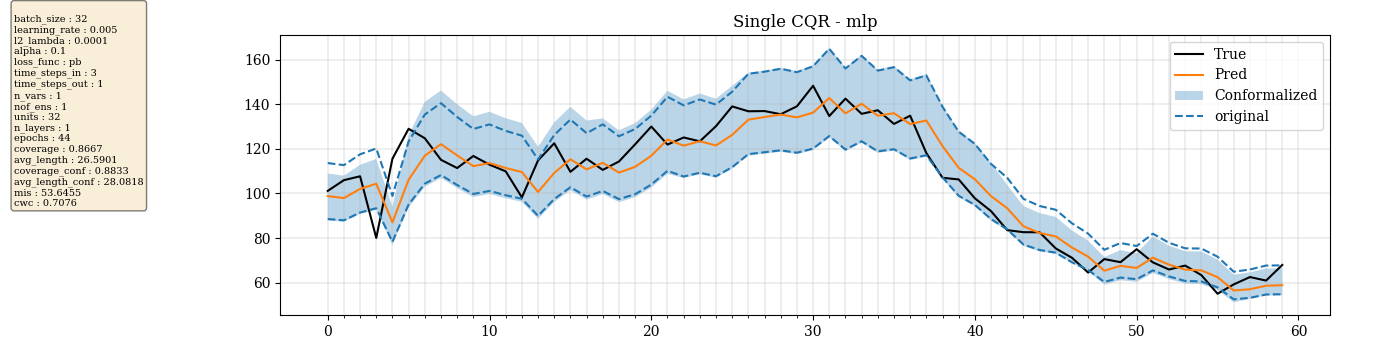 batch_size : 32
learning_rate : 0.005
l2_lambda : 0.0001
alpha : 0.1
loss_func : pb
time_steps_in : 3
time_steps_out : 1
n_vars : 1
nof_ens : 1
units : 32
n_layers : 1
epochs : 44
coverage : 0.8667
avg_length : 26.5901
coverage_conf : 0.8833
avg_length_conf : 28.0818
mis : 53.6455
cwc : 0.7076
Single CQR - mlp
160
140
120
100
80
60
True
Pred
Conformalized
original
0 10 20 30 40 50 60